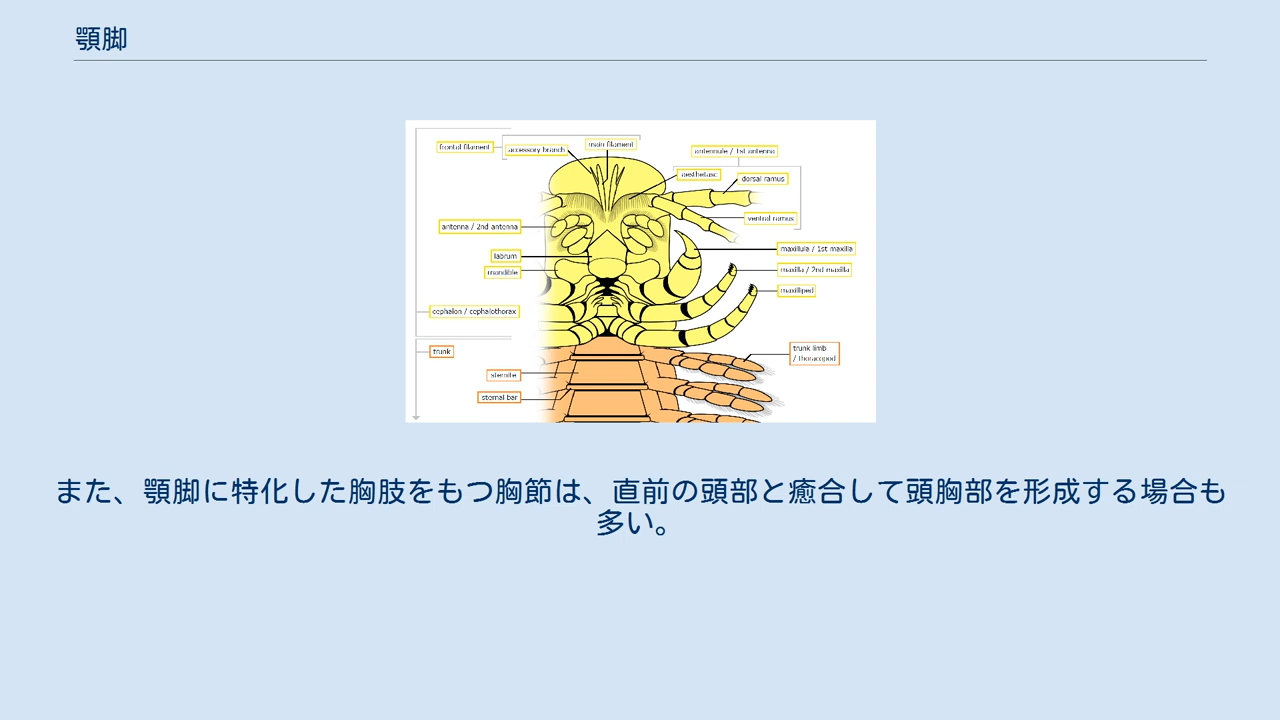 顎脚
frontal filament
accessory branch
main filament
antennule / 1st antenna
aesthetasc
dorsal ramus
ventral ramus
antenna / 2nd antenna
labrum
mandible
maxillula / 1st maxilla
maxilla / 2nd maxilla
maxilliped
cephalon / cephalothorax
trunk
trunk limb
/ thoracopod
sternite
sternal bar
また、顎脚に特化した胸肢をもつ胸節は、直前の頭部と癒合して頭胸部を形成する場合も
多い。